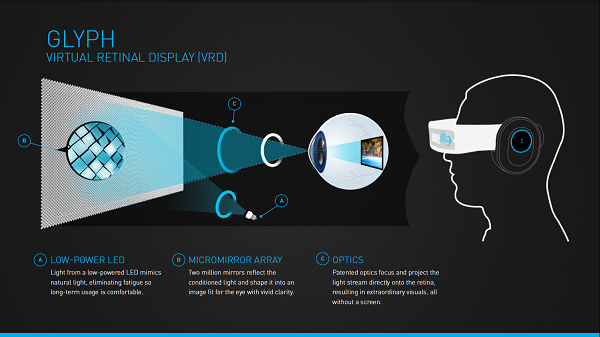 GLYPH
VIRTUAL RETINAL DISPLAY (VRD)
C
B
A
A LOW-POWER LED
Light from a low-powered LED mimics
natural light, eliminating fatigue so
long-term usage is comfortable.
B MICROMIRROR ARRAY
Two million mirrors reflect the
conditioned light and shape it into an
image fit for the eye with vivid clarity.
C OPTICS
Patented optics focus and project the
light stream directly onto the retina,
resulting in extraordinary visuals, all
without a screen.